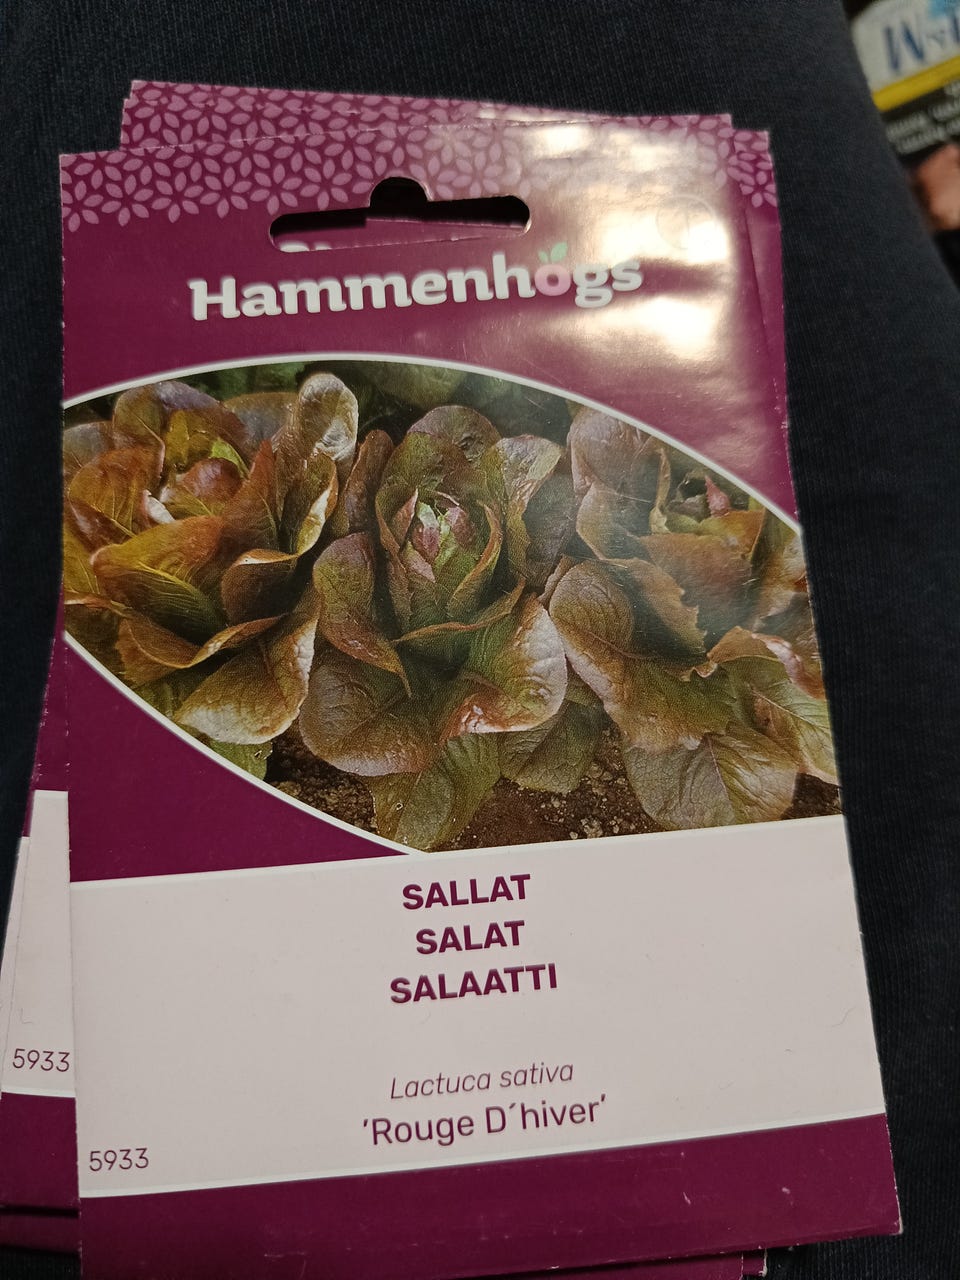 Hammenhögs
SALLAT
SALAT
SALAATTI
Lactuca sativa
'Rouge D´hiver'
5933
5933